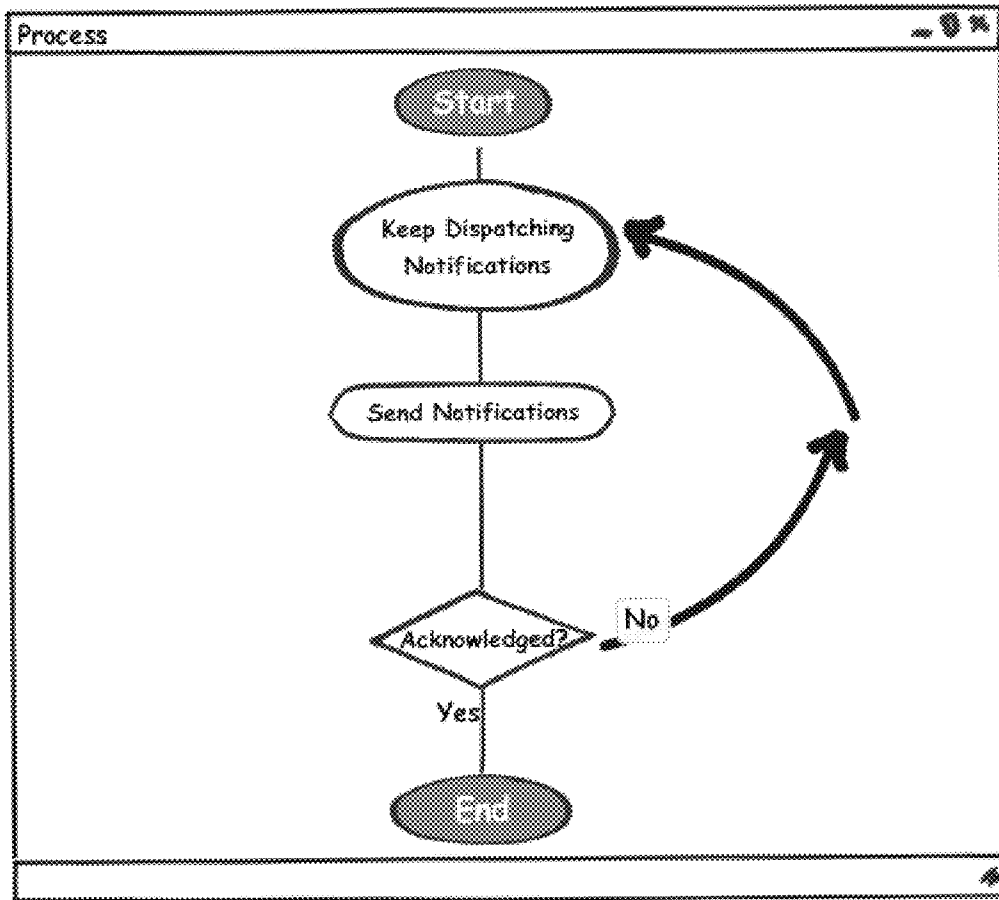 Process
Start
Keep Dispatching
Notifications
Send Notifications
Acknowledged?
No
Yes
End